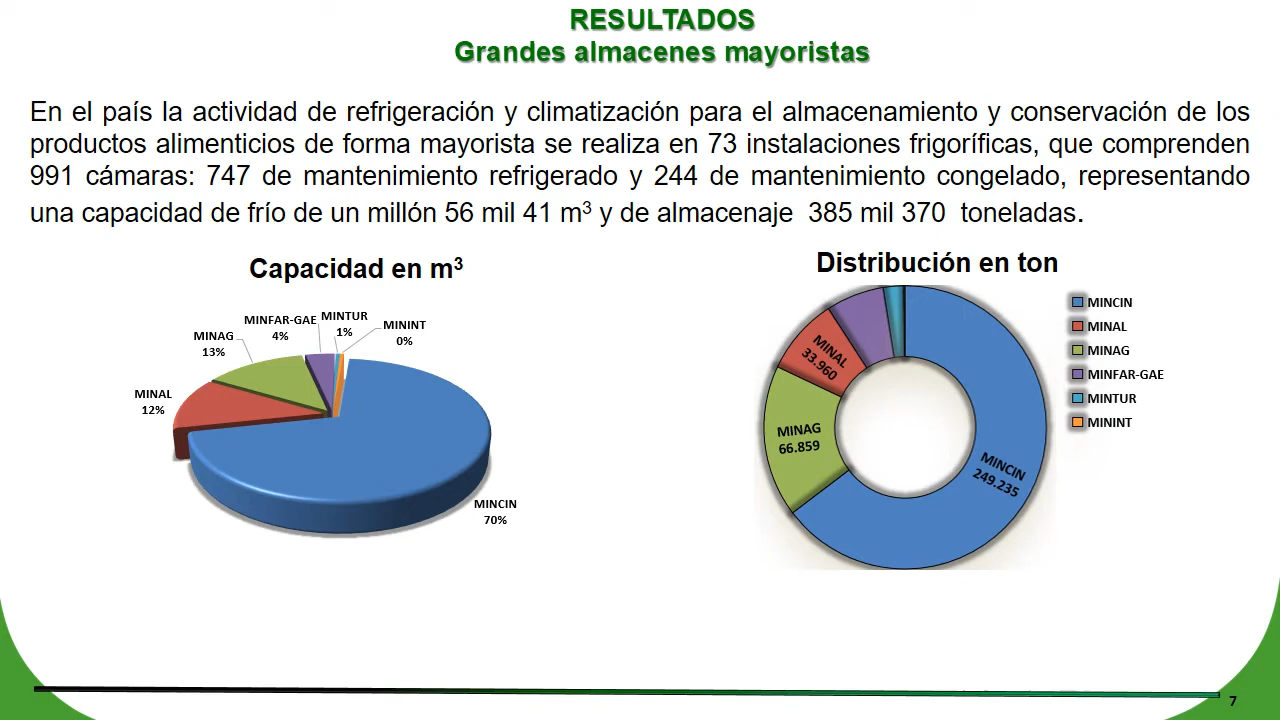 RESULTADOS
Grandes almacenes mayoristas
En el país la actividad de refrigeración y climatización para el almacenamiento y conservación de los
productos alimenticios de forma mayorista se realiza en 73 instalaciones frigoríficas, que comprenden
991 cámaras: 747 de mantenimiento refrigerado y 244 de mantenimiento congelado, representando
una capacidad de frío de un millón 56 mil 41 m³ y de almacenaje 385 mil 370 toneladas.
Capacidad en m³
MINAG
13%
MINFAR-GAE
4%
MINTUR
1%
MININT
0%
MINAL
12%
MINCIN
70%
Distribución en ton
MINAL
33.960
MINAG
66.859
MINCIN
249.235
MINCIN
MINAL
MINAG
MINFAR-GAE
MINTUR
MININT
7